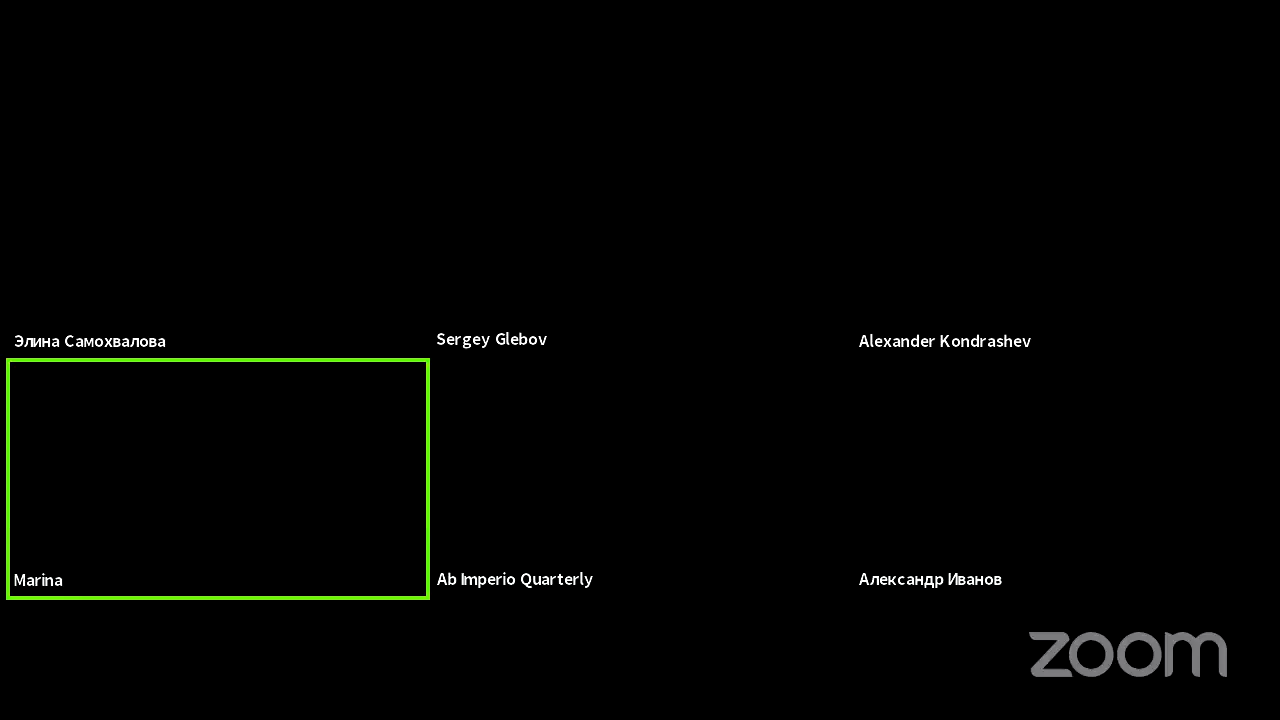 Элина Самохвалова
Sergey Glebov
Alexander Kondrashev
Marina
Ab Imperio Quarterly
Александр Иванов
zoom